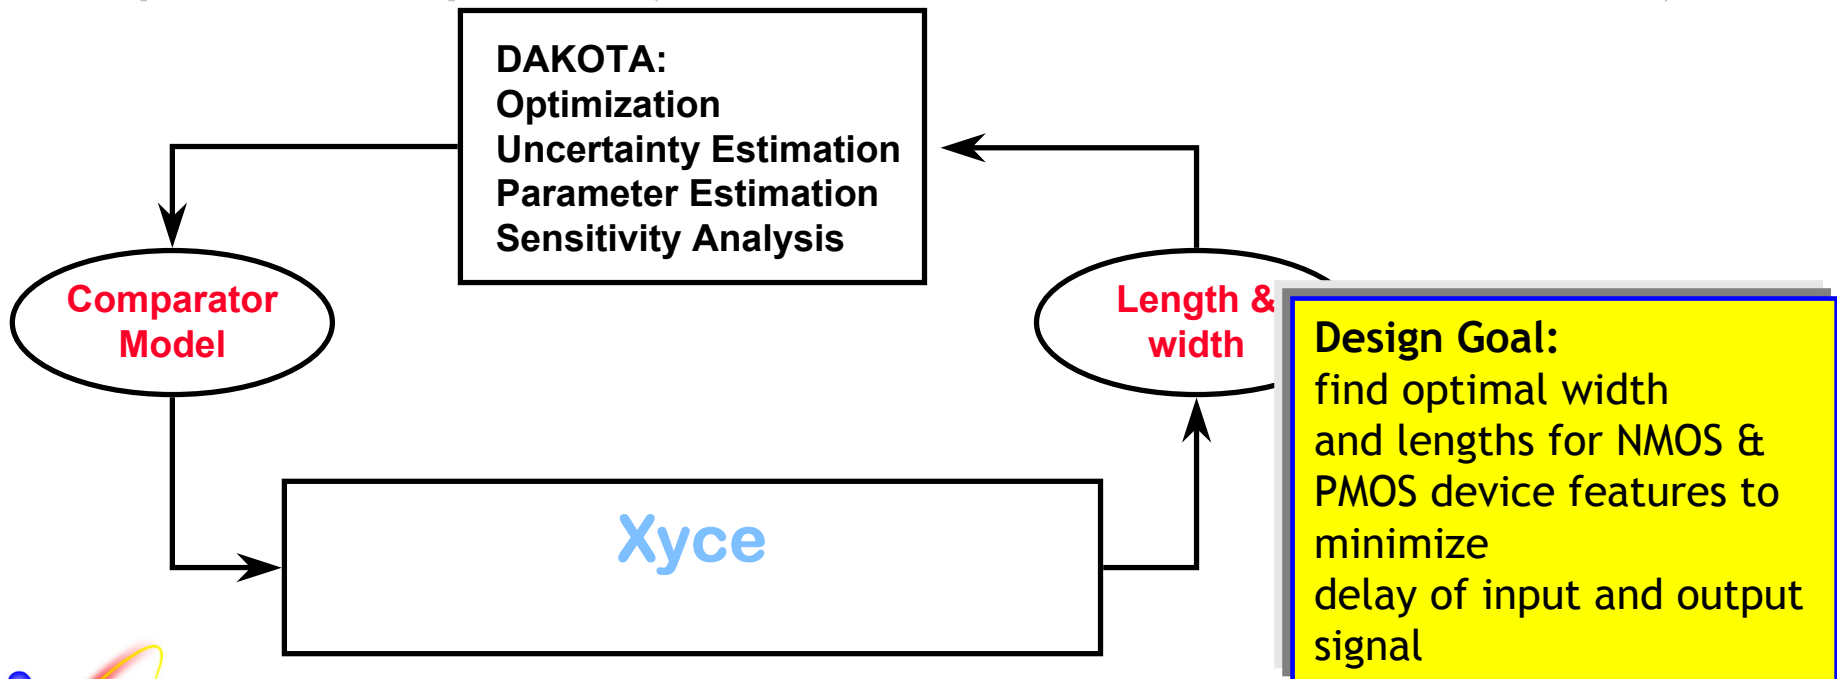 DAKOTA:
Optimization
Uncertainty Estimation
Parameter Estimation
Sensitivity Analysis
Comparator
Model
Length &
width
Xyce
Design Goal:
find optimal width
and lengths for NMOS &
PMOS device features to
minimize
delay of input and output
signal